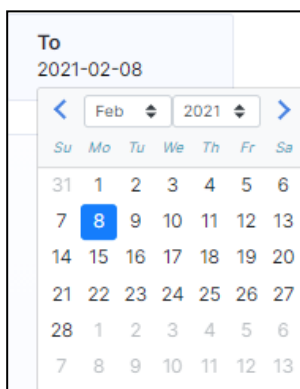 To
2021-02-08
Feb 2021
Su Mo Tu We Th Fr Sa
31 1 2 3 4 5 6
7 8 9 10 11 12 13
14 15 16 17 18 19 20
21 22 23 24 25 26 27
28 1 2 3 4 5 6
7 8 9 10 11 12 13